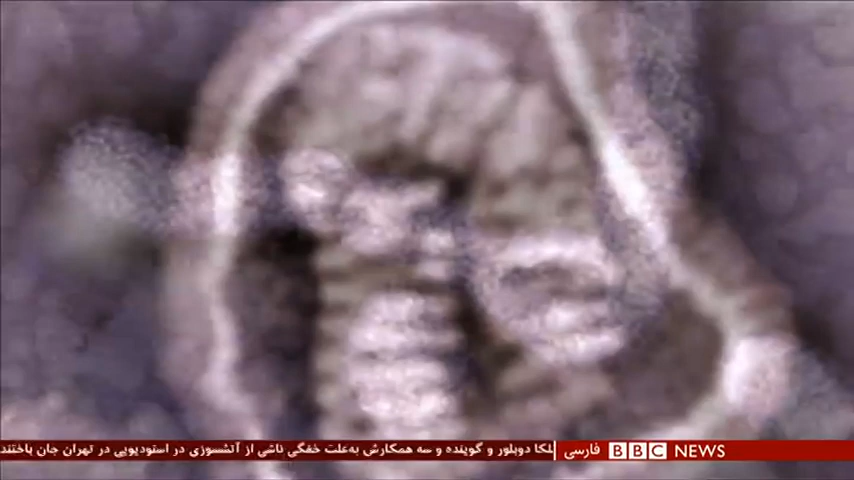 دوبلور و گوینده و سه همکارش به‌علت خفگی ناشی از آتشسوزی در استودیویی در تهران جان باختند
فارسی BBC NEWS